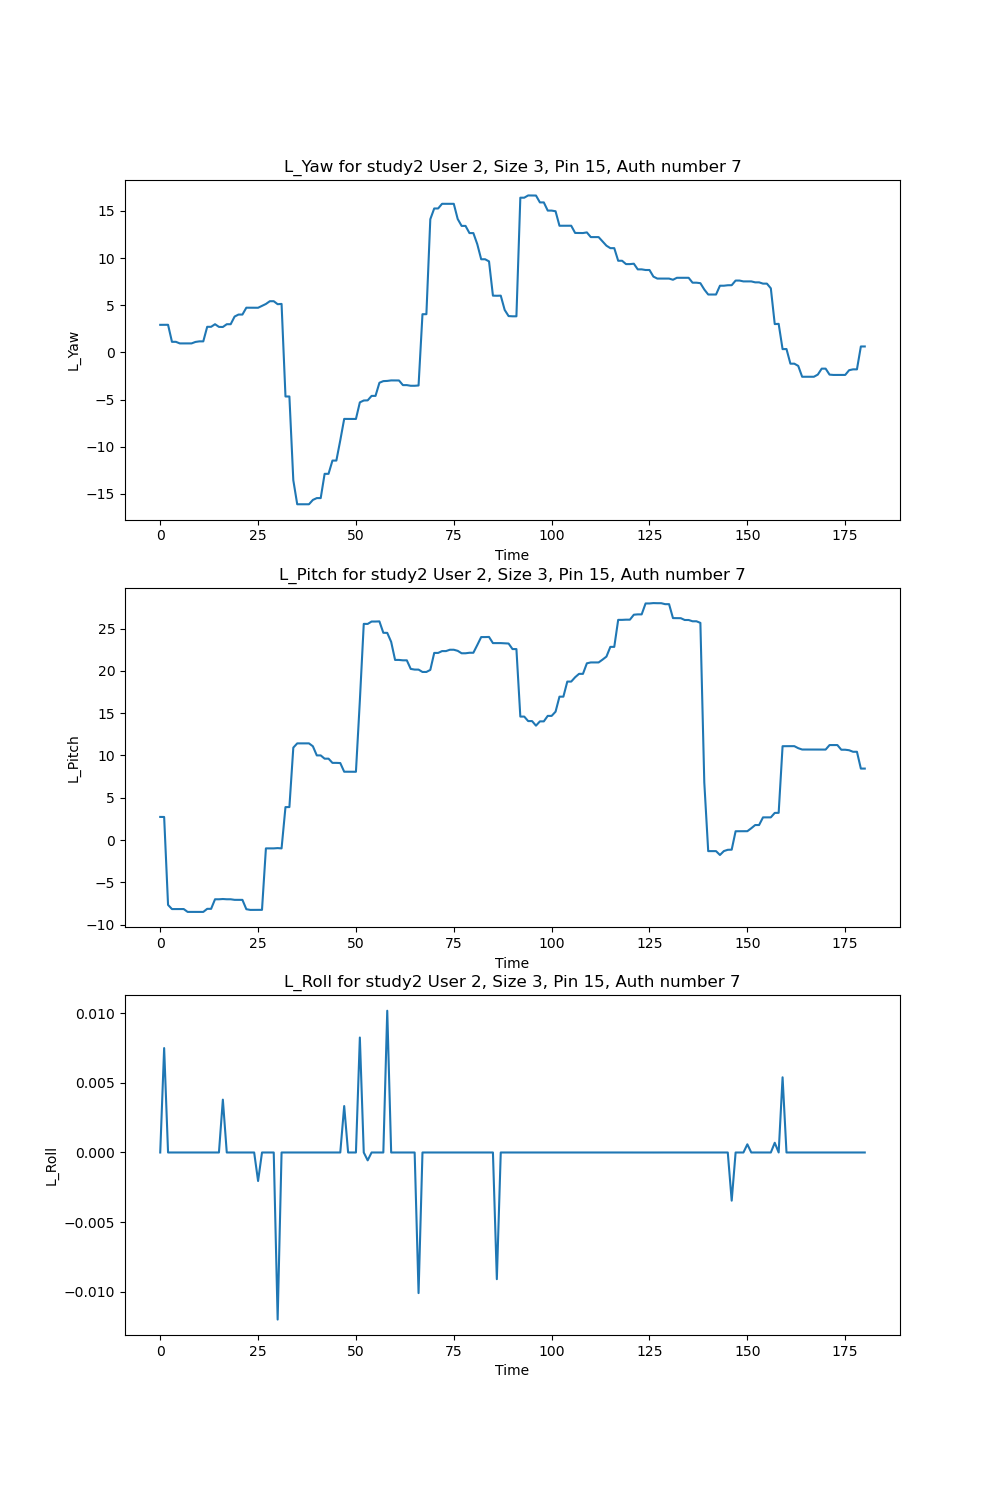 L_Yaw for study2 User 2, Size 3, Pin 15, Auth number 7
15
10
5
0
−5
−10
−15
L_Yaw
0 25 50 75 100 125 150 175
Time
L_Pitch for study2 User 2, Size 3, Pin 15, Auth number 7
25
20
15
10
5
0
−5
−10
L_Pitch
0 25 50 75 100 125 150 175
Time
L_Roll for study2 User 2, Size 3, Pin 15, Auth number 7
0.010
0.005
0.000
−0.005
−0.010
L_Roll
0 25 50 75 100 125 150 175
Time